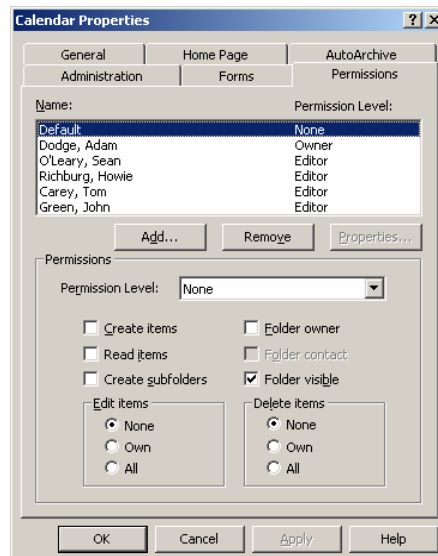 Calendar Properties
General Home Page AutoArchive
Administration Forms Permissions
Name: Permission Level:
Default None
Dodge, Adam Owner
O'Leary, Sean Editor
Richburg, Howie Editor
Carey, Tom Editor
Green, John Editor
Add... Remove Properties...
Permissions
Permission Level: None
Create items Folder owner
Read items Folder contact
Create subfolders Folder visible
Edit items Delete items
None None
Own Own
All All
OK Cancel Apply Help